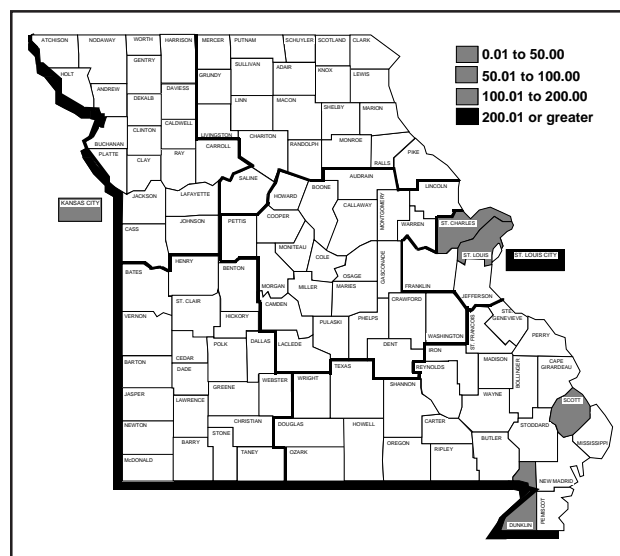 ATCHISON NODAWAY WORTH HARRISON MERCER PUTNAM SCHUYLER SCOTLAND CLARK
GENTRY SULLIVAN ADAIR KNOX LEWIS
HOLT ANDREW DEKALB DAVIESS GRUNDY LINN MACON SHELBY MARION
CLINTON CALDWELL LIVINGSTON CHARITON RANDOLPH MONROE RALLS PIKE
BUCHANAN PLATTE CLAY RAY CARROLL SALINE HOWARD BOONE AUDRAIN LINCOLN
0.01 to 50.00
50.01 to 100.00
100.01 to 200.00
200.01 or greater
KANSAS CITY
JACKSON LAFAYETTE COOPER CALLAWAY MONTGOMERY WARREN ST. CHARLES
CASS JOHNSON PETTIS MONITEAU COLE OSAGE GASCONADE ST. LOUIS ST. LOUIS CITY
BATES HENRY BENTON MORGAN MILLER MARIES FRANKLIN JEFFERSON
ST. CLAIR CAMDEN CRAWFORD STE. GENEVIEVE
VERNON HICKORY PULASKI PHELPS WASHINGTON ST. FRANCOIS PERRY
CEDAR POLK DALLAS LACLEDE DENT IRON MADISON BOLLINGER CAPE GIRARDEAU
BARTON DADE GREENE WEBSTER WRIGHT TEXAS SHANNON REYNOLDS WAYNE
JASPER LAWRENCE SCOTT
NEWTON CHRISTIAN DOUGLAS HOWELL CARTER STODDARD
BARRY STONE OREGON RIPLEY BUTLER MISSISSIPPI
McDONALD TANEY OZARK NEW MADRID
DUNKLIN PEMISCOT